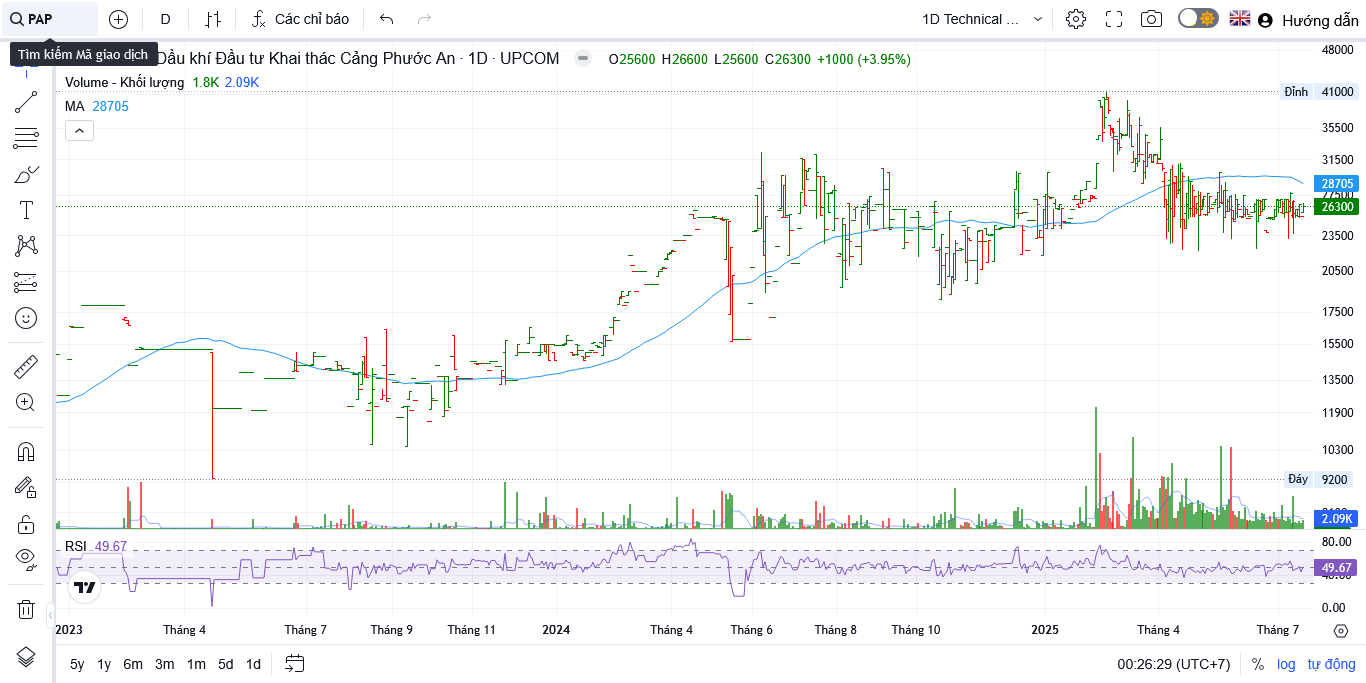 PAP
D
Các chỉ báo
1D Technical ...
Hướng dẫn
Tìm kiếm Mã giao dịch
Dầu khí Đầu tư Khai thác Cảng Phước An · 1D · UPCOM
O25600 H26600 L25600 C26300 +1000 (+3.95%)
Volume - Khối lượng 1.8K 2.09K
MA 28705
48000
Đỉnh 41000
35500
31500
28705
27500
26300
23500
20500
17500
15500
13500
11900
10300
Đáy 9200
2.09K
RSI 49.67
80.00
49.67
40.00
0.00
2023 Tháng 4 Tháng 7 Tháng 9 Tháng 11 2024 Tháng 4 Tháng 6 Tháng 8 Tháng 10 2025 Tháng 4 Tháng 7
5y 1y 6m 3m 1m 5d 1d
00:26:29 (UTC+7) % log tự động